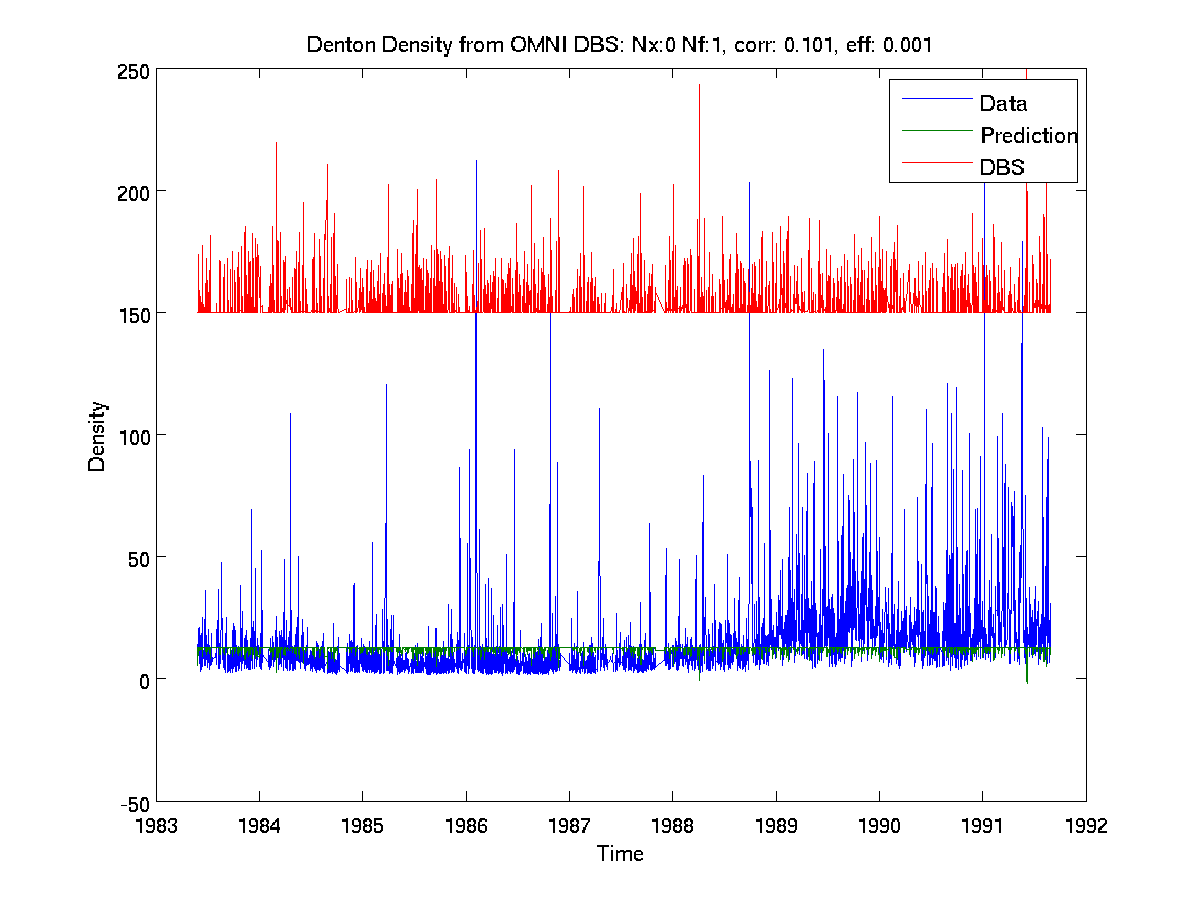 Denton Density from OMNI DBS: Nx:0 Nf:1, corr: 0.101, eff: 0.001
250
200
150
100
50
0
-50
Density
Data
Prediction
DBS
1983 1984 1985 1986 1987 1988 1989 1990 1991 1992
Time